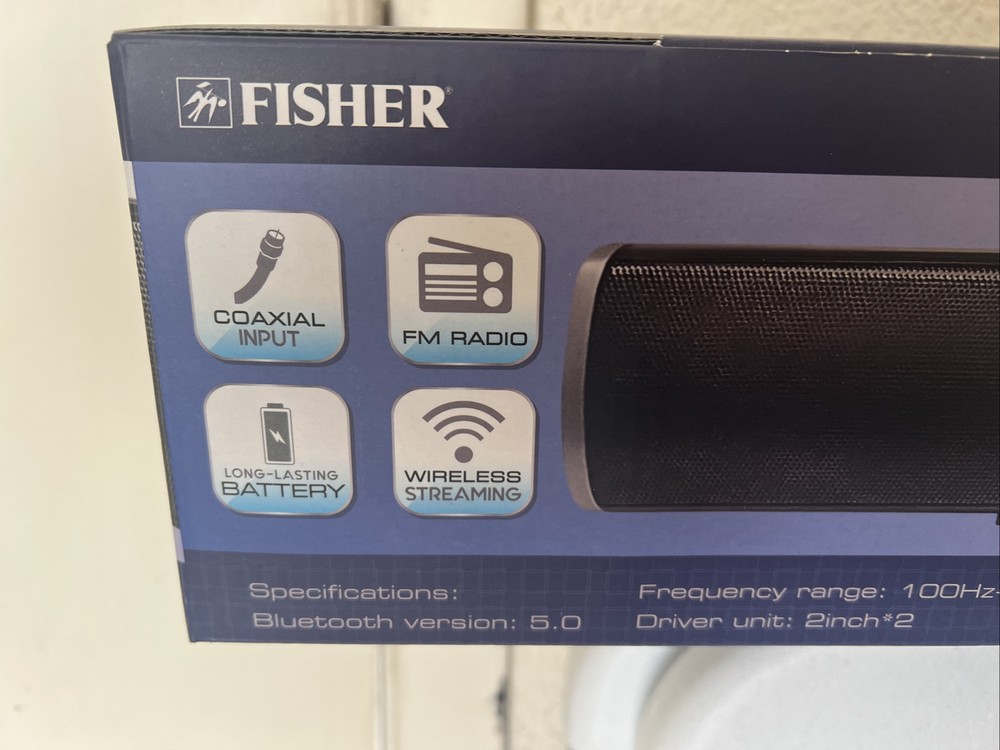 FISHER®
COAXIAL
INPUT
FM RADIO
LONG-LASTING
BATTERY
WIRELESS
STREAMING
Specifications:
Bluetooth version: 5.0
Frequency range: 100Hz-
Driver unit: 2inch*2